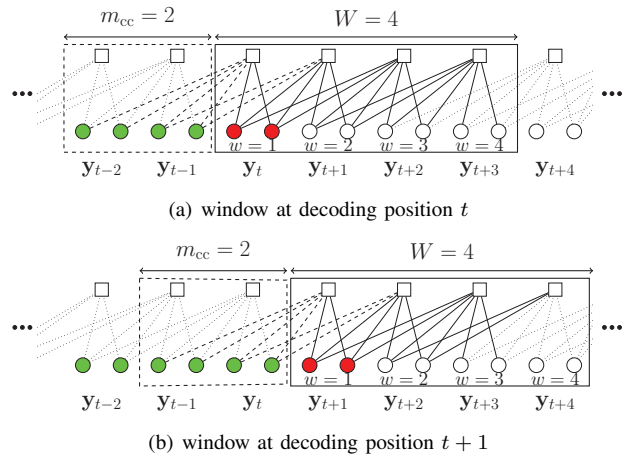 m_cc = 2 W = 4
••• •••
w = 1 w = 2 w = 3 w = 4
y_{t−2} y_{t−1} y_t y_{t+1} y_{t+2} y_{t+3} y_{t+4}
(a) window at decoding position t
m_cc = 2 W = 4
••• •••
w = 1 w = 2 w = 3 w = 4
y_{t−2} y_{t−1} y_t y_{t+1} y_{t+2} y_{t+3} y_{t+4}
(b) window at decoding position t + 1